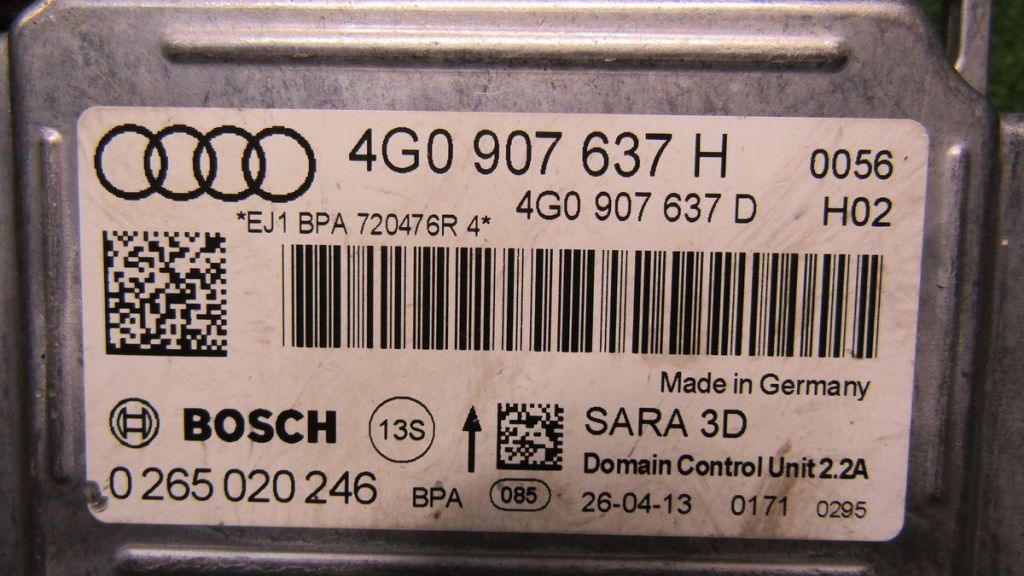 4G0 907 637 H 0056
4G0 907 637 D H02
*EJ1 BPA 720476R 4*
Made in Germany
BOSCH 13S SARA 3D
Domain Control Unit 2.2A
0 265 020 246 BPA 085 26-04-13 0171 0295